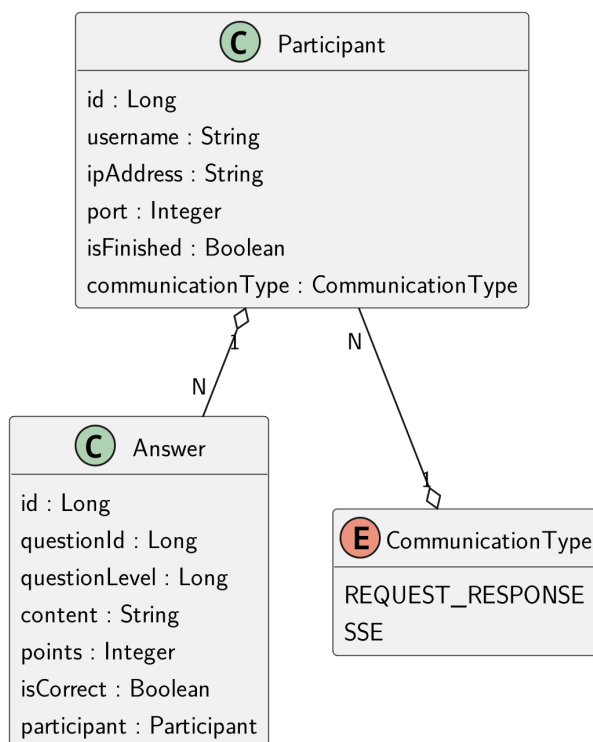 C Participant
id : Long
username : String
ipAddress : String
port : Integer
isFinished : Boolean
communicationType : CommunicationType
1
N
N
1
C Answer
id : Long
questionId : Long
questionLevel : Long
content : String
points : Integer
isCorrect : Boolean
participant : Participant
E CommunicationType
REQUEST_RESPONSE
SSE